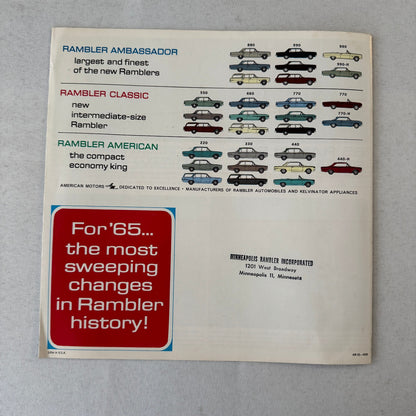 RAMBLER AMBASSADOR
largest and finest
of the new Ramblers
880 990 990
990-H
RAMBLER CLASSIC
new
intermediate-size
Rambler
550 660 770 770
770-H
RAMBLER AMERICAN
the compact
economy king
220 330 440
440-H
AMERICAN MOTORS DEDICATED TO EXCELLENCE • MANUFACTURERS OF RAMBLER AUTOMOBILES AND KELVINATOR APPLIANCES
For '65...
the most
sweeping
changes
in Rambler
history!
MINNEAPOLIS RAMBLER INCORPORATED
1201 West Broadway
Minneapolis 11, Minnesota